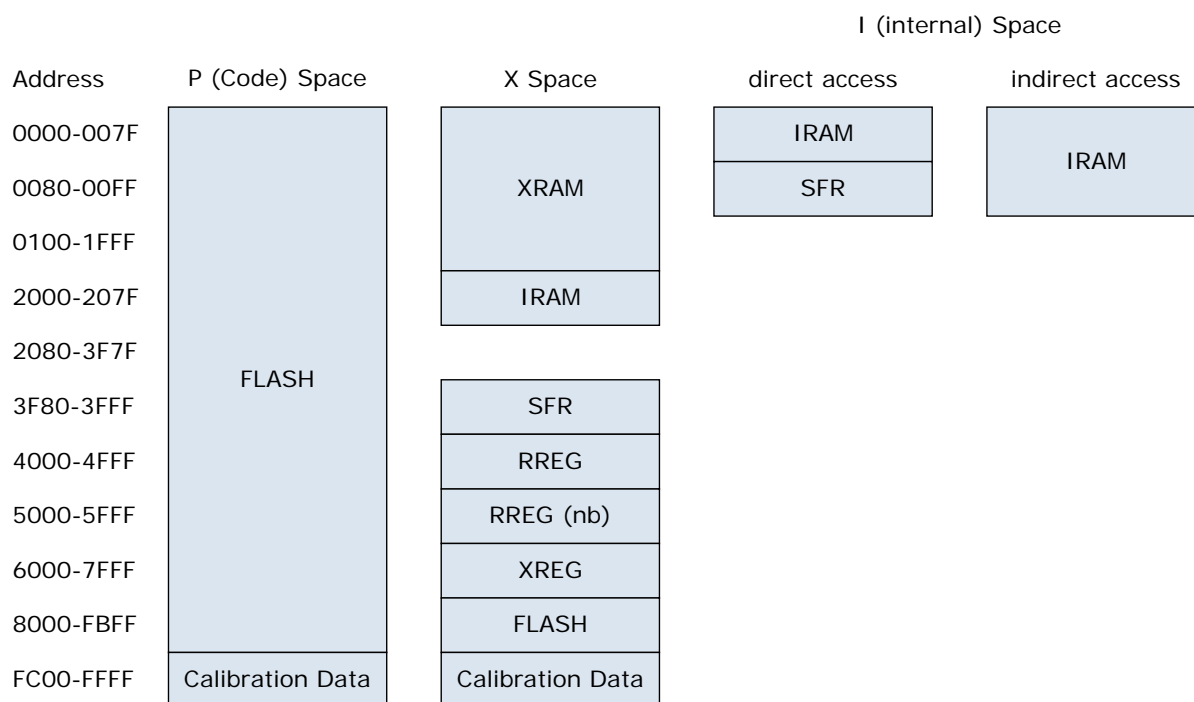 I (internal) Space
Address P (Code) Space X Space direct access indirect access
0000-007F IRAM
IRAM
0080-00FF XRAM SFR
0100-1FFF
2000-207F IRAM
2080-3F7F
FLASH
3F80-3FFF SFR
4000-4FFF RREG
5000-5FFF RREG (nb)
6000-7FFF XREG
8000-FBFF FLASH
FC00-FFFF Calibration Data Calibration Data